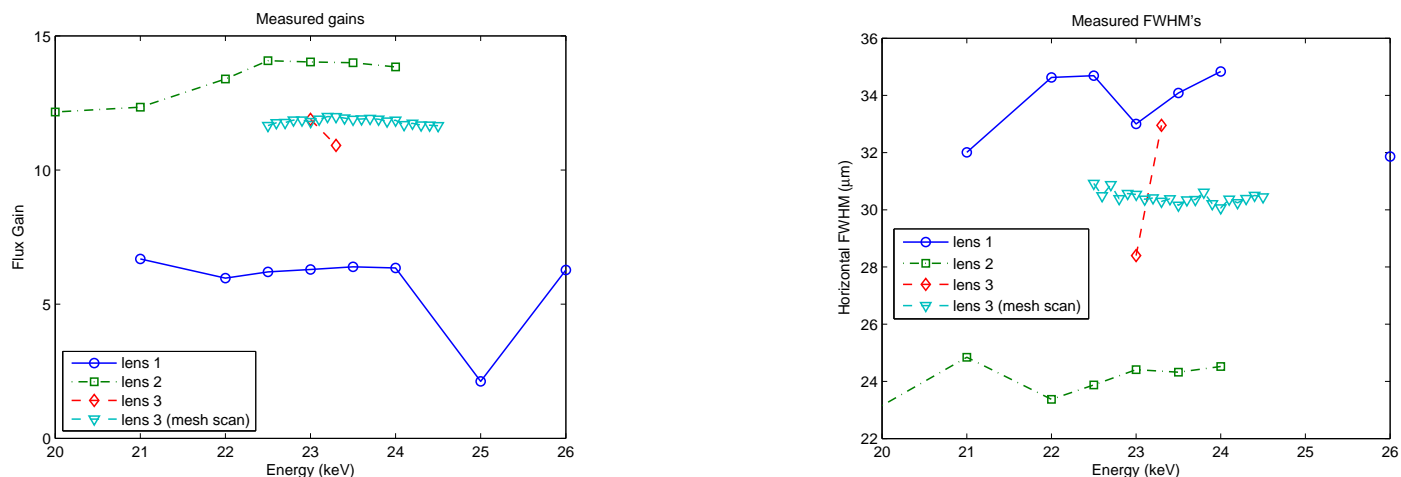 Measured gains
15
10
5
0
Flux Gain
lens 1
lens 2
lens 3
lens 3 (mesh scan)
20 21 22 23 24 25 26
Energy (keV)
Measured FWHM's
36
34
32
30
28
26
24
22
Horizontal FWHM (μm)
lens 1
lens 2
lens 3
lens 3 (mesh scan)
20 21 22 23 24 25 26
Energy (keV)